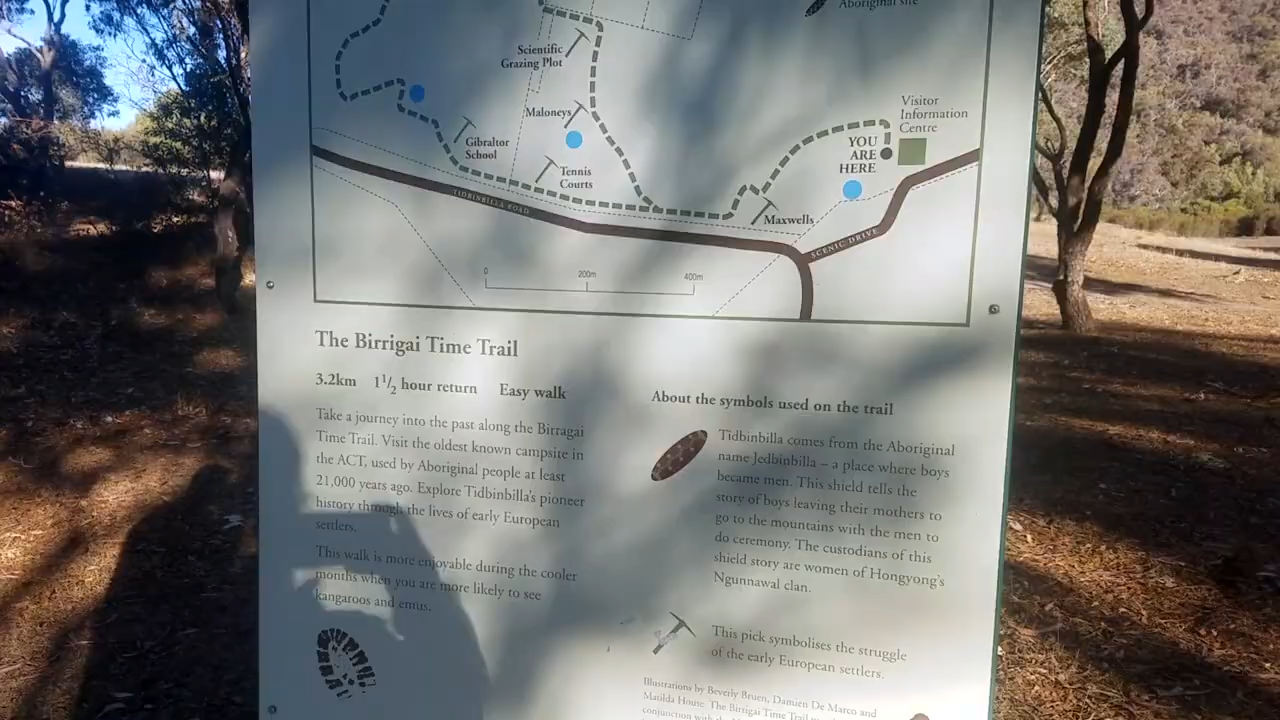 Aboriginal site
Scientific
Grazing Plot
Maloneys
Gibraltor
School
Tennis
Courts
Visitor
Information
Centre
YOU
ARE
HERE
Maxwells
TIDBINBILLA ROAD
SCENIC DRIVE
0 200m 400m
The Birrigai Time Trail
3.2km 1 1/2 hour return Easy walk
Take a journey into the past along the Birragai
Time Trail. Visit the oldest known campsite in
the ACT, used by Aboriginal people at least
21,000 years ago. Explore Tidbinbilla's pioneer
history through the lives of early European
settlers.
This walk is more enjoyable during the cooler
months when you are more likely to see
kangaroos and emus.
About the symbols used on the trail
Tidbinbilla comes from the Aboriginal
name Jedbinbilla – a place where boys
became men. This shield tells the
story of boys leaving their mothers to
go to the mountains with the men to
do ceremony. The custodians of this
shield story are women of Hongyong's
Ngunnawal clan.
This pick symbolises the struggle
of the early European settlers.
Illustrations by Beverly Bruen, Damien De Marco and
Matilda House. The Birrigai Time Trail
conjunction with the